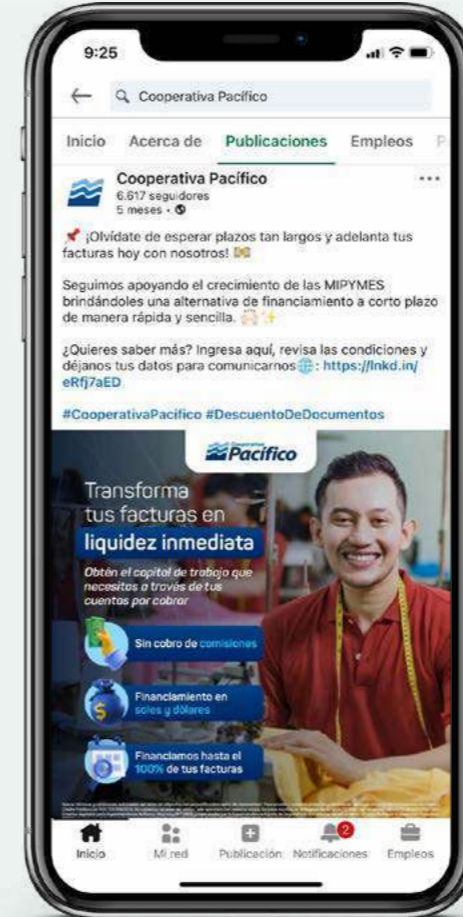 9:25
Cooperativa Pacífico
Inicio Acerca de Publicaciones Empleos P
Cooperativa Pacífico
6.617 seguidores
5 meses •
¡Olvídate de esperar plazos tan largos y adelanta tus
facturas hoy con nosotros!
Seguimos apoyando el crecimiento de las MIPYMES
brindándoles una alternativa de financiamiento a corto plazo
de manera rápida y sencilla.
¿Quieres saber más? Ingresa aquí, revisa las condiciones y
déjanos tus datos para comunicarnos : https://lnkd.in/
eRfj7aED
#CooperativaPacífico #DescuentoDeDocumentos
Cooperativa
Pacífico
Transforma
tus facturas en
liquidez inmediata
Obtén el capital de trabajo que
necesitas a través de tus
cuentas por cobrar
Sin cobro de comisiones
Financiamiento en
soles y dólares
Financiamos hasta el
100% de tus facturas
2
Inicio Mi red Publicación Notificaciones Empleos